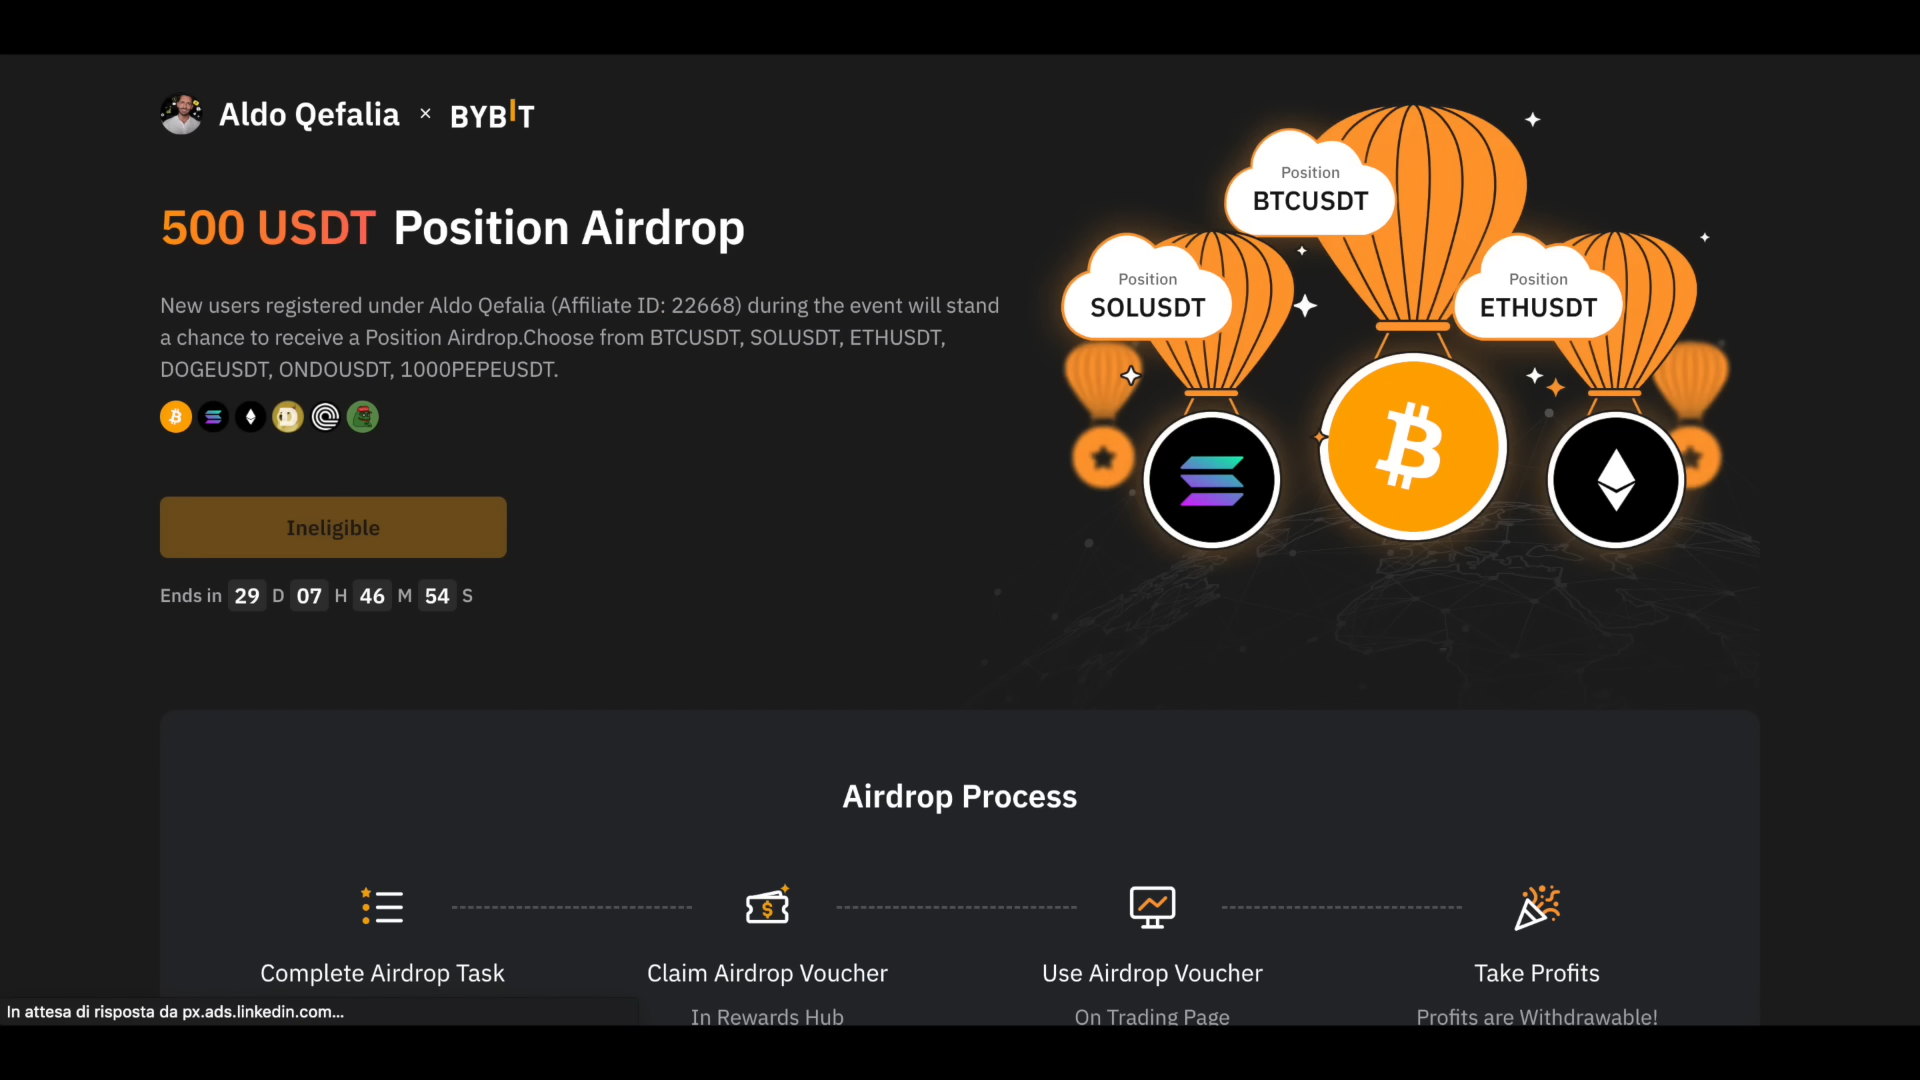 Aldo Qefalia × BYBIT
500 USDT Position Airdrop
New users registered under Aldo Qefalia (Affiliate ID: 22668) during the event will stand
a chance to receive a Position Airdrop.Choose from BTCUSDT, SOLUSDT, ETHUSDT,
DOGEUSDT, ONDOUSDT, 1000PEPEUSDT.
Ineligible
Ends in 29 D 07 H 46 M 54 S
Position
BTCUSDT
Position
SOLUSDT
Position
ETHUSDT
Airdrop Process
Complete Airdrop Task
Claim Airdrop Voucher
In Rewards Hub
Use Airdrop Voucher
On Trading Page
Take Profits
Profits are Withdrawable!
In attesa di risposta da px.ads.linkedin.com...